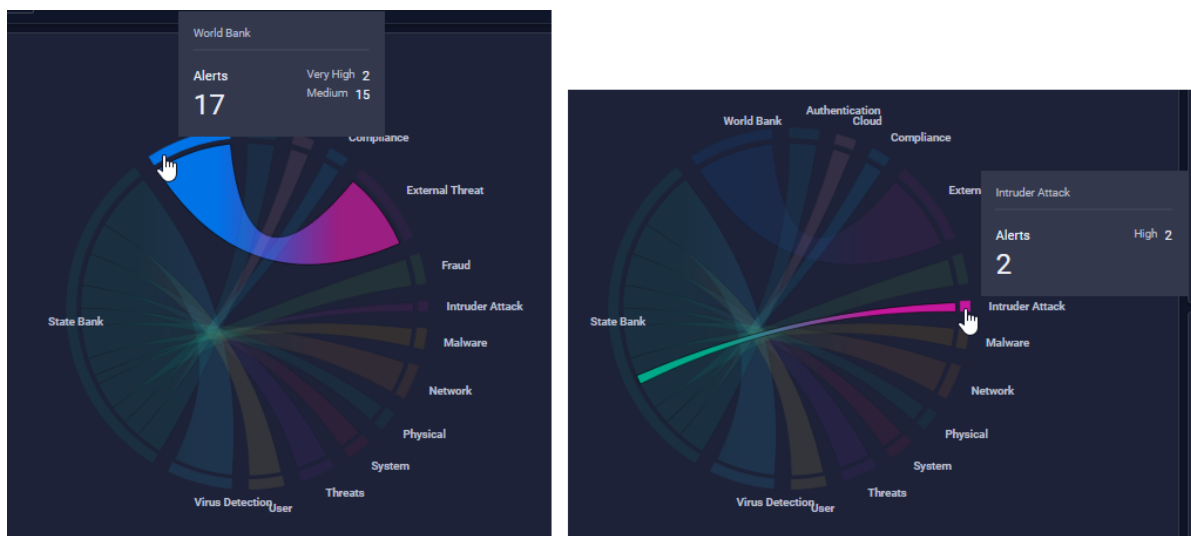 World Bank
Alerts
17
Very High 2
Medium 15
Compliance
External Threat
Fraud
Intruder Attack
State Bank
Malware
Network
Physical
System
Threats
Virus Detection
User
Authentication
World Bank
Cloud
Compliance
Extern
Intruder Attack
Alerts
2
High 2
Intruder Attack
State Bank
Malware
Network
Physical
System
Threats
Virus Detection
User